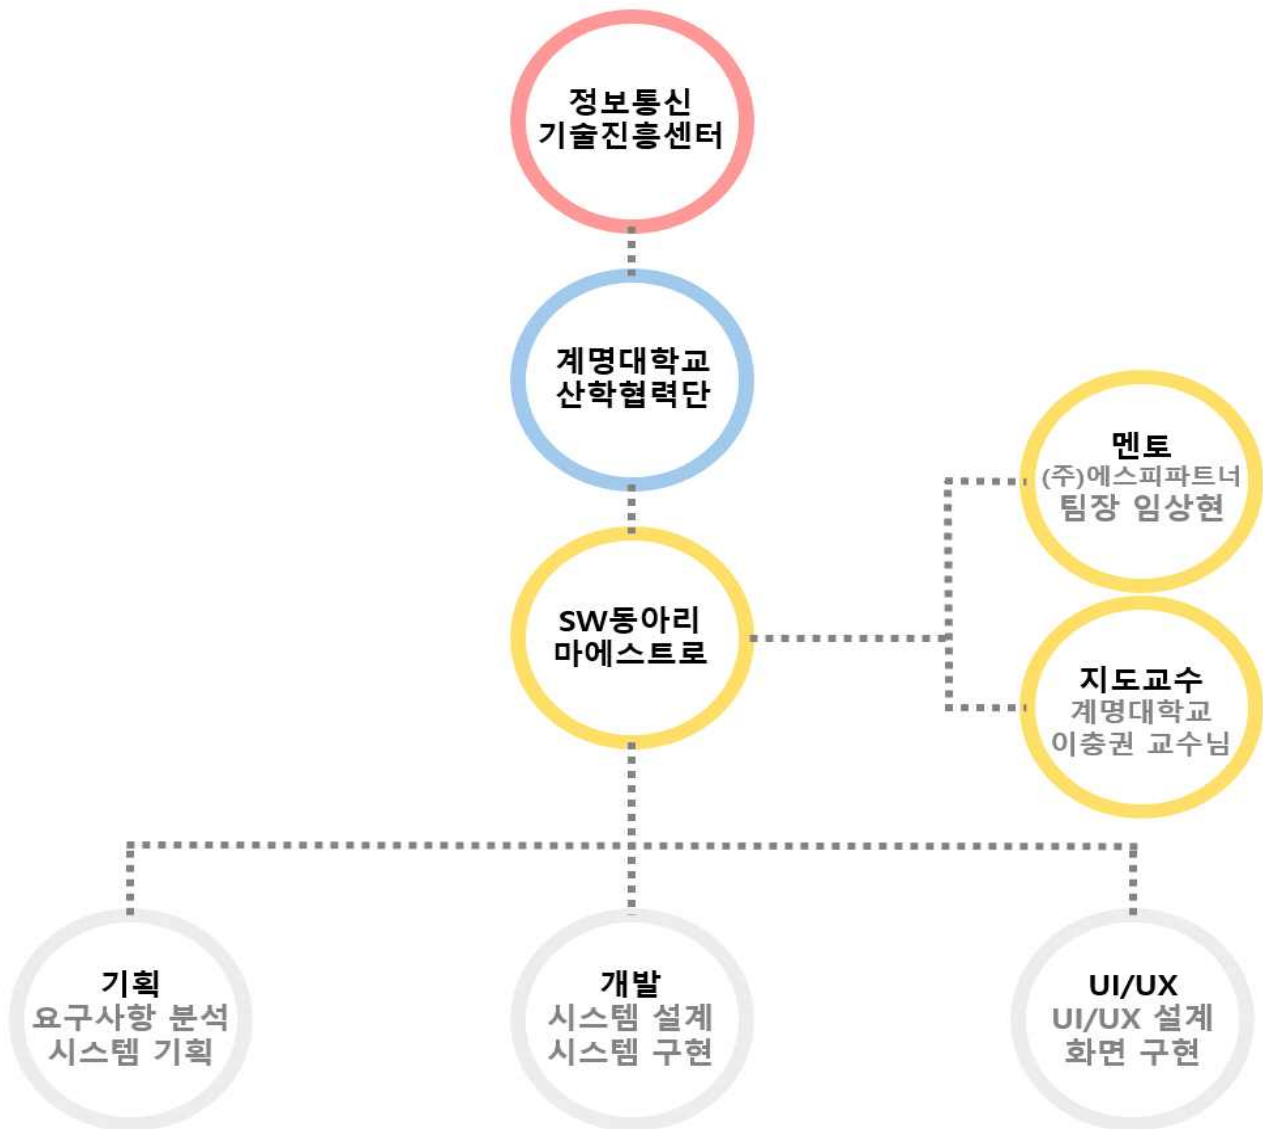 정보통신
기술진흥센터
계명대학교
산학협력단
멘토
(주)에스피파트너
팀장 임상현
SW동아리
마에스트로
지도교수
계명대학교
이충권 교수님
기획
요구사항 분석
시스템 기획
개발
시스템 설계
시스템 구현
UI/UX
UI/UX 설계
화면 구현